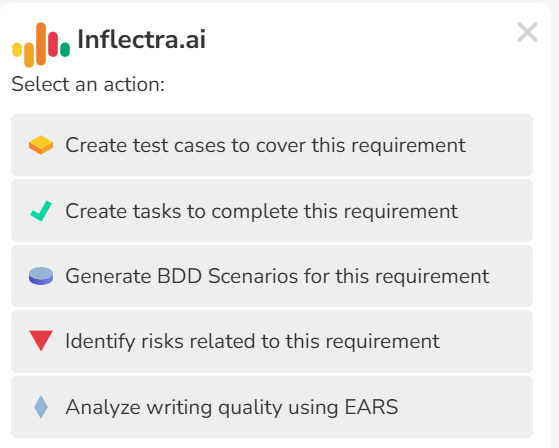 Inflectra.ai
Select an action:
Create test cases to cover this requirement
Create tasks to complete this requirement
Generate BDD Scenarios for this requirement
Identify risks related to this requirement
Analyze writing quality using EARS